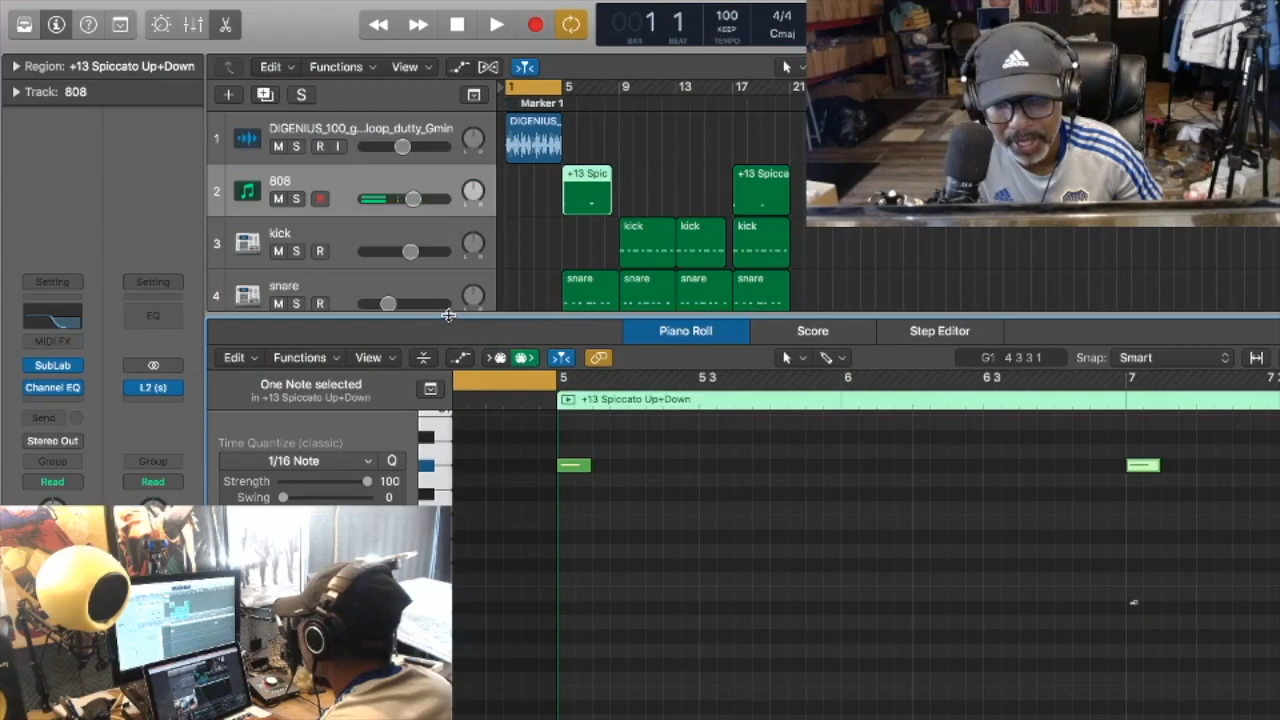 1 1
BAR BEAT
100
KEEP
TEMPO
4/4
Cmaj
Region: +13 Spiccato Up+Down
Track: 808
Edit Functions View
S
1 5 9 13 17 21
Marker 1
1 DIGENIUS_100_g...loop_dutty_Gmin
M S R I
L R
DIGENIUS_
2 808
M S R
L R
+13 Spic
+13 Spicca
3 kick
M S R
L R
kick kick kick
4 snare
M S R
snare snare snare snare
Piano Roll Score Step Editor
Edit Functions View
G1 4 3 3 1
Snap: Smart
Setting Setting
EQ
MIDI FX
SubLab
Channel EQ L2 (s)
Send
Stereo Out
Group Group
Read Read
One Note selected
in +13 Spiccato Up+Down
5 5 3 6 6 3 7
+13 Spiccato Up+Down
Time Quantize (classic)
1/16 Note Q
Strength 100
Swing 0
adidas